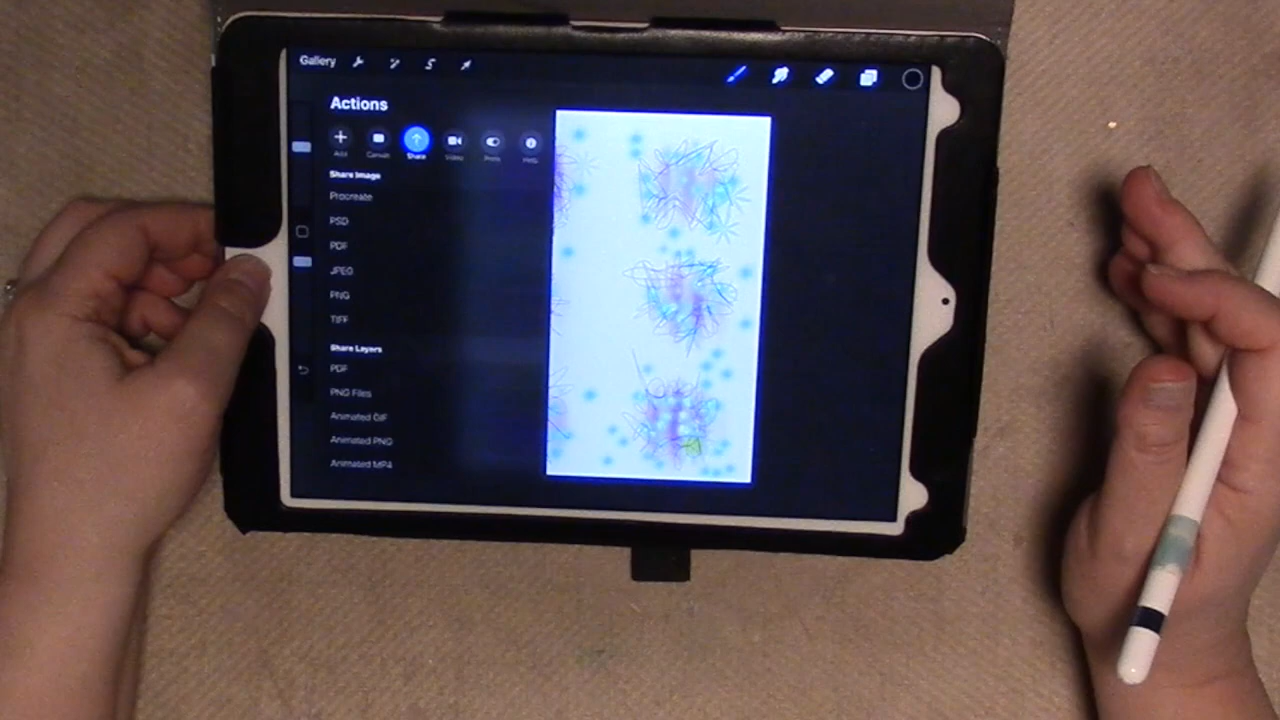 Gallery
Actions
Add Canvas Share Video Prefs Help
Share Image
Procreate
PSD
PDF
JPEG
PNG
TIFF
Share Layers
PDF
PNG Files
Animated GIF
Animated PNG
Animated MP4